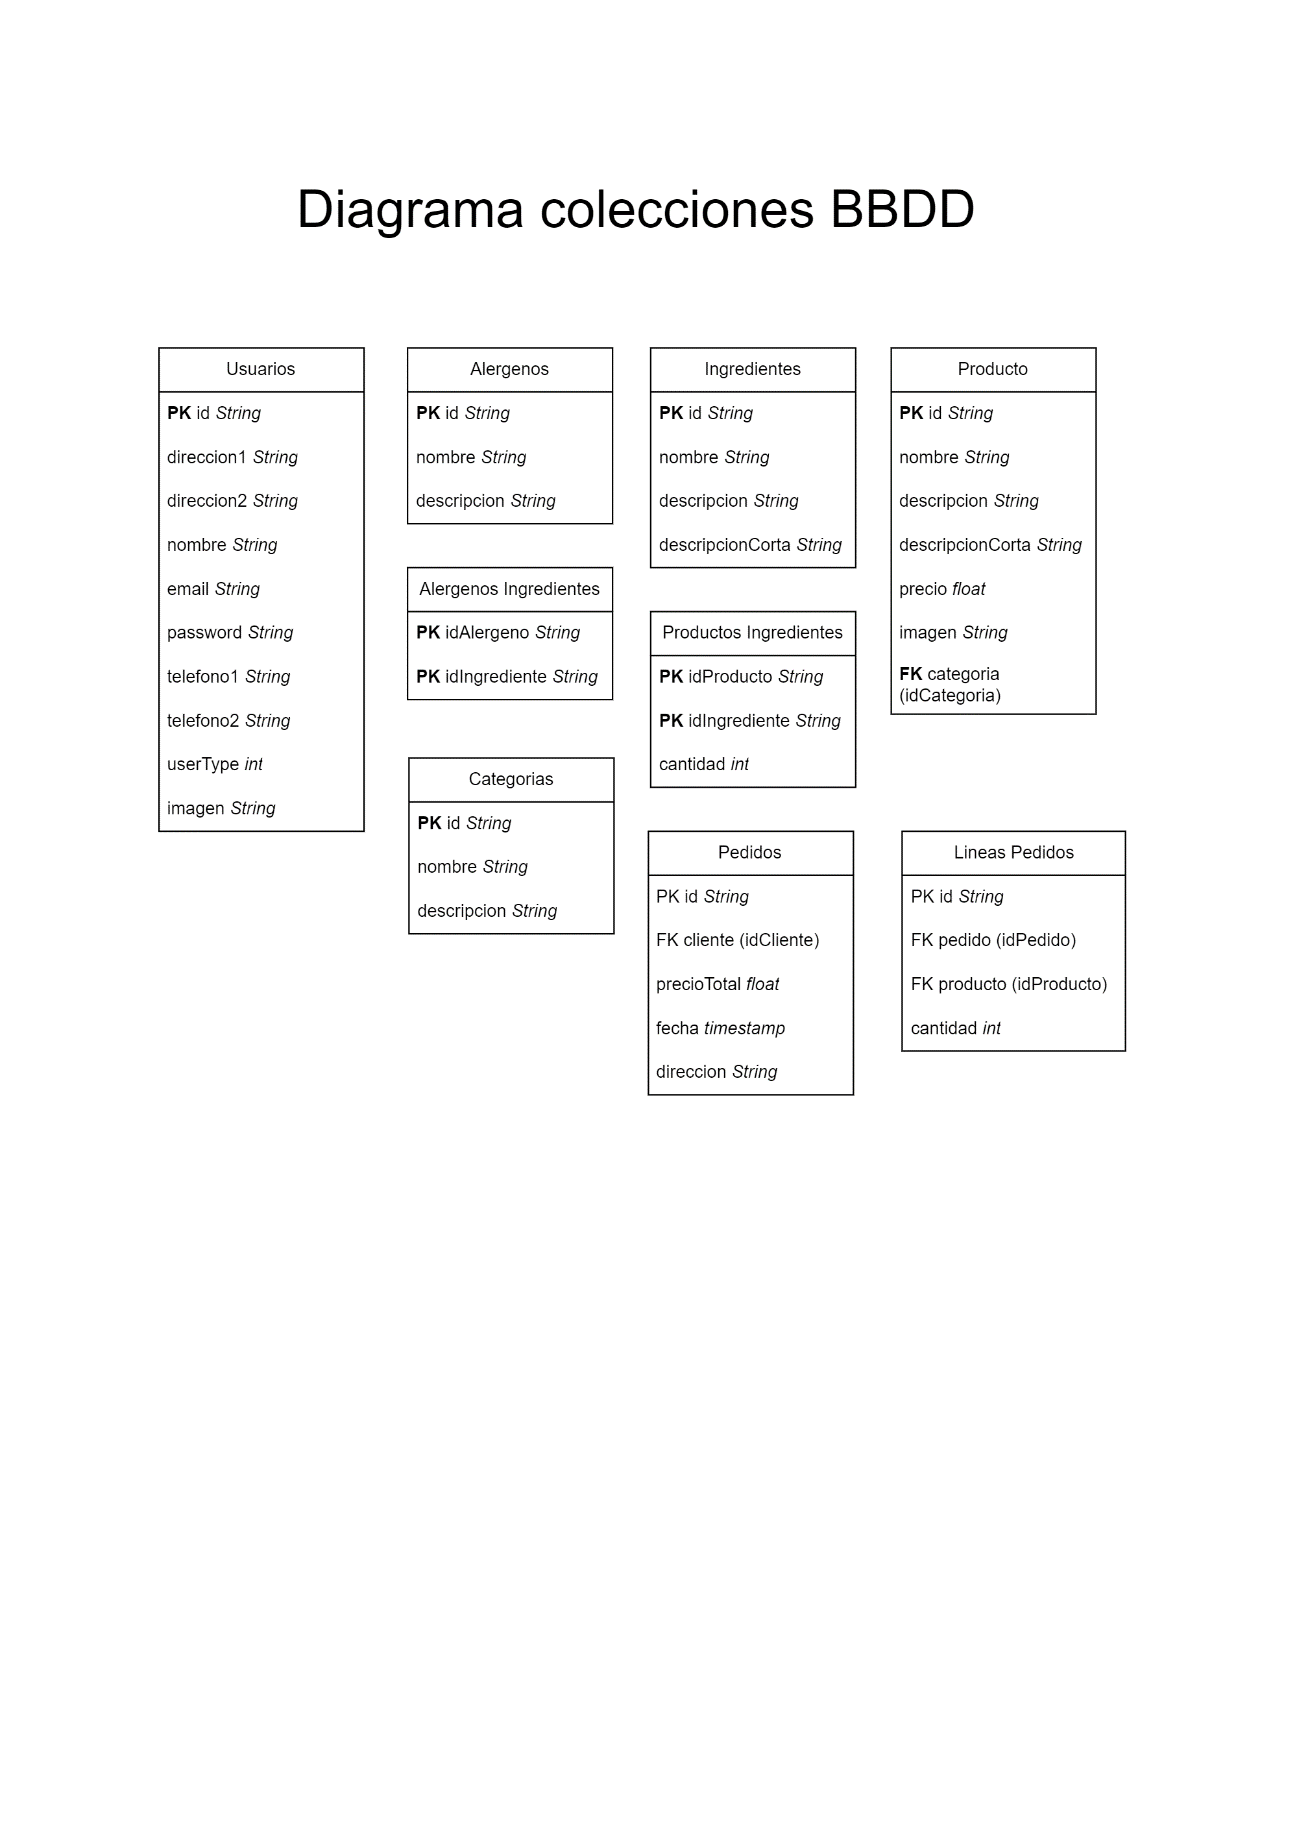 Diagrama colecciones BBDD
Usuarios
PK id String
direccion1 String
direccion2 String
nombre String
email String
password String
telefono1 String
telefono2 String
userType int
imagen String
Alergenos
PK id String
nombre String
descripcion String
Alergenos Ingredientes
PK idAlergeno String
PK idIngrediente String
Categorias
PK id String
nombre String
descripcion String
Ingredientes
PK id String
nombre String
descripcion String
descripcionCorta String
Productos Ingredientes
PK idProducto String
PK idIngrediente String
cantidad int
Pedidos
PK id String
FK cliente (idCliente)
precioTotal float
fecha timestamp
direccion String
Producto
PK id String
nombre String
descripcion String
descripcionCorta String
precio float
imagen String
FK categoria
(idCategoria)
Lineas Pedidos
PK id String
FK pedido (idPedido)
FK producto (idProducto)
cantidad int